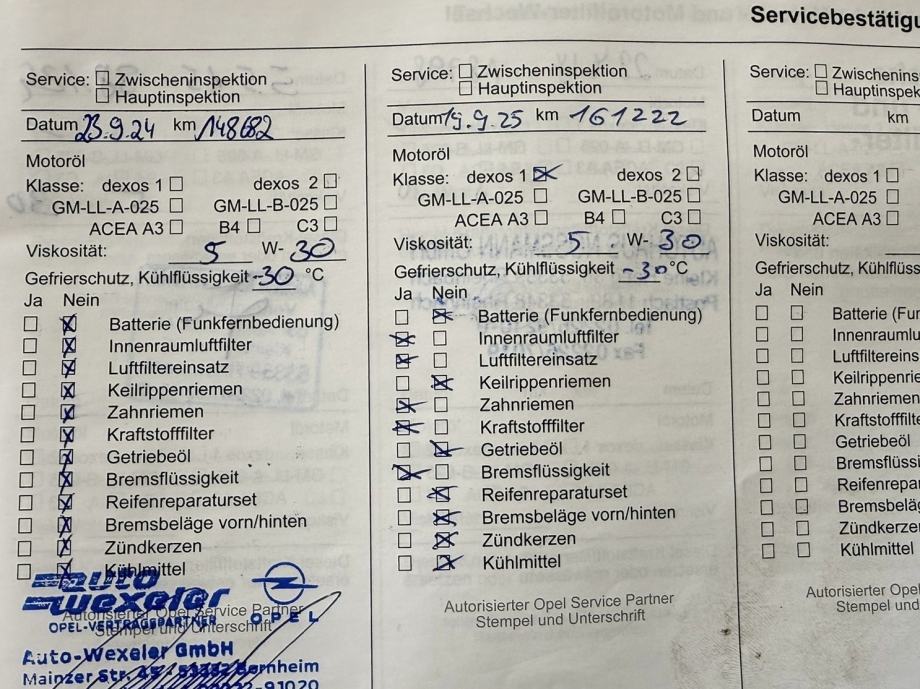 Servicebestätigu
Service: Zwischeninspektion
Hauptinspektion
Datum 23.9.24 km 148682
Motoröl
Klasse: dexos 1 dexos 2
GM-LL-A-025 GM-LL-B-025
ACEA A3 B4 C3
Viskosität: 5 W- 30
Gefrierschutz, Kühlflüssigkeit -30 °C
Ja Nein
Batterie (Funkfernbedienung)
Innenraumluftfilter
Luftfiltereinsatz
Keilrippenriemen
Zahnriemen
Kraftstofffilter
Getriebeöl
Bremsflüssigkeit
Reifenreparaturset
Bremsbeläge vorn/hinten
Zündkerzen
Kühlmittel
auto
wexeler
OPEL-VERTRAGSPARTNER OPEL
Autorisierter Opel Service Partner
Stempel und Unterschrift
Auto-Wexeler GmbH
Mainzer Str. 45 - 53332 Bornheim
02222-91020
Service: Zwischeninspektion
Hauptinspektion
Datum 19.9.25 km 161222
Motoröl
Klasse: dexos 1 dexos 2
GM-LL-A-025 GM-LL-B-025
ACEA A3 B4 C3
Viskosität: 5 W- 30
Gefrierschutz, Kühlflüssigkeit -30 °C
Ja Nein
Batterie (Funkfernbedienung)
Innenraumluftfilter
Luftfiltereinsatz
Keilrippenriemen
Zahnriemen
Kraftstofffilter
Getriebeöl
Bremsflüssigkeit
Reifenreparaturset
Bremsbeläge vorn/hinten
Zündkerzen
Kühlmittel
Autorisierter Opel Service Partner
Stempel und Unterschrift
Service: Zwischenins
Hauptinspek
Datum km
Motoröl
Klasse: dexos 1
GM-LL-A-025
ACEA A3
Viskosität:
Gefrierschutz, Kühlflüss
Ja Nein
Batterie (Fun
Innenraumlu
Luftfiltereins
Keilrippenrie
Zahnriemen
Kraftstofffilte
Getriebeöl
Bremsflüssi
Reifenrepar
Bremsbeläg
Zündkerzen
Kühlmittel
Autorisierter Opel
Stempel und